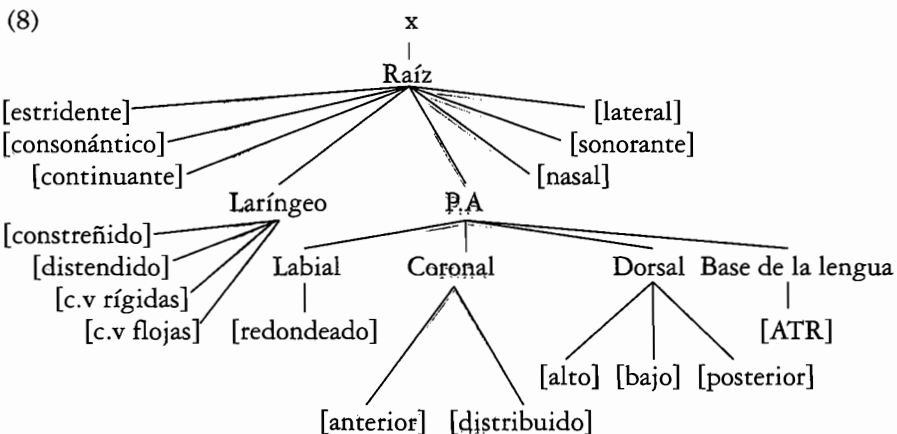 (8)
x
Raíz
[estridente] [lateral]
[consonántico] [sonorante]
[continuante] [nasal]
Laríngeo P.A
[constreñido]
[distendido] Labial Coronal Dorsal Base de la lengua
[c.v rígidas]
[c.v flojas] [redondeado] [ATR]
[alto] [bajo] [posterior]
[anterior] [distribuido]